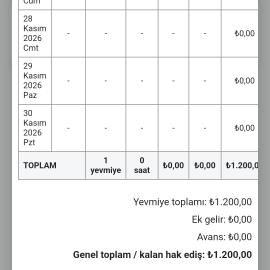 Cum
28
Kasım
2026
Cmt
- - - - - ₺0,00
29
Kasım
2026
Paz
- - - - - ₺0,00
30
Kasım
2026
Pzt
- - - - - ₺0,00
TOPLAM 1 yevmiye 0 saat ₺0,00 ₺0,00 ₺1.200,0
Yevmiye toplamı: ₺1.200,00
Ek gelir: ₺0,00
Avans: ₺0,00
Genel toplam / kalan hak ediş: ₺1.200,00